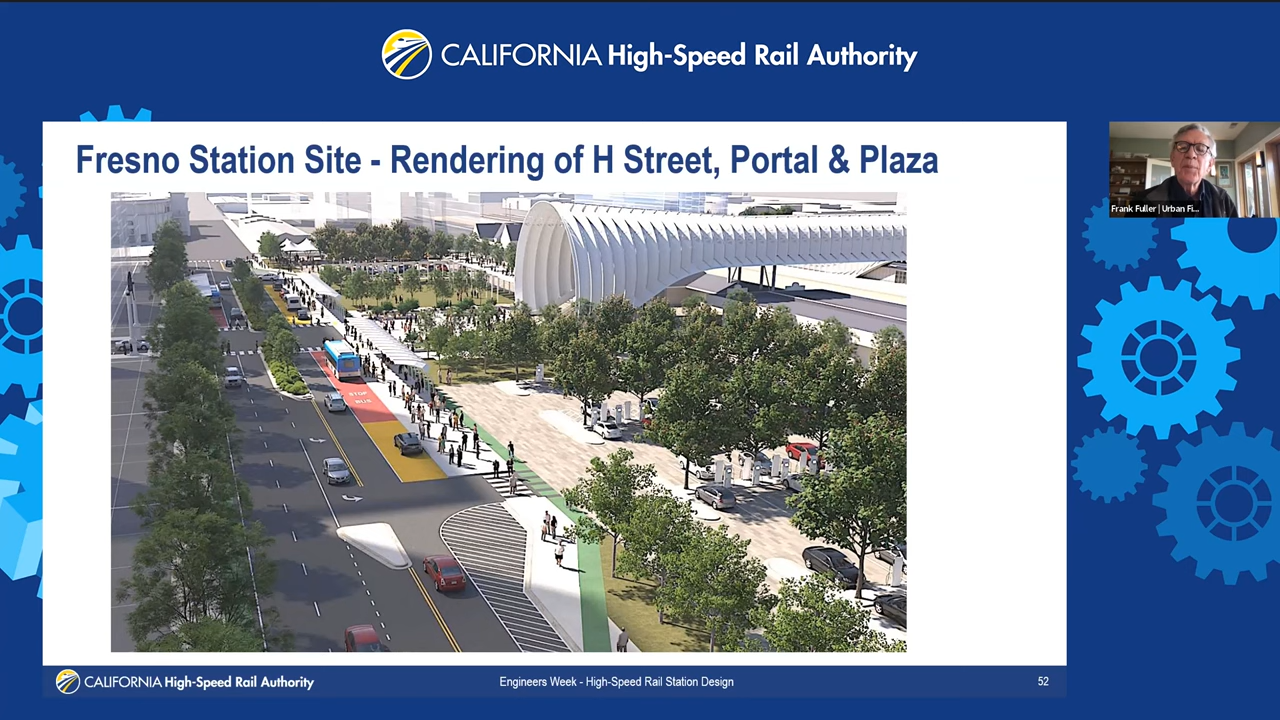 CALIFORNIA High-Speed Rail Authority
Fresno Station Site - Rendering of H Street, Portal & Plaza
Frank Fuller | Urban Fi...
STOP
BUS
CALIFORNIA High-Speed Rail Authority
Engineers Week - High-Speed Rail Station Design
52